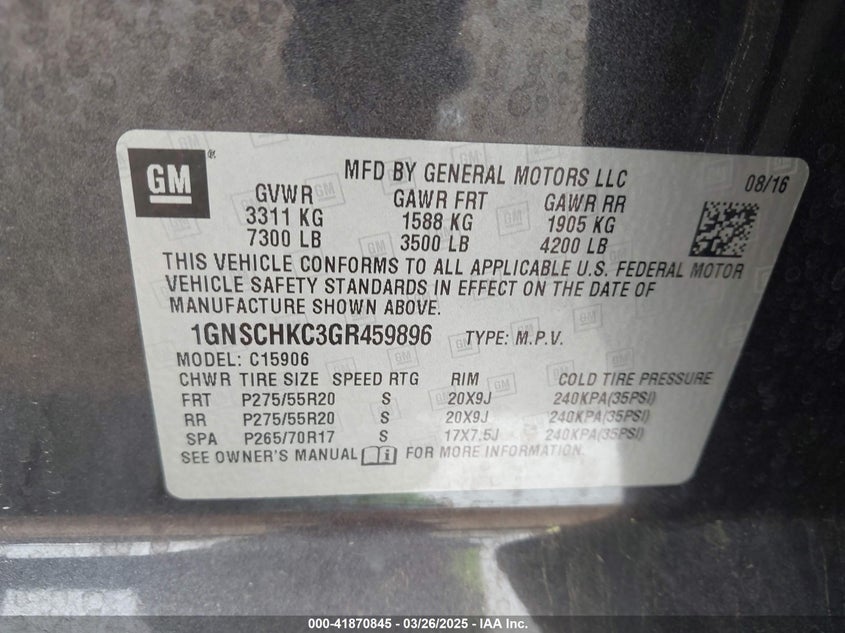 GM
MFD BY GENERAL MOTORS LLC
08/16
GVWR GAWR FRT GAWR RR
3311 KG 1588 KG 1905 KG
7300 LB 3500 LB 4200 LB
THIS VEHICLE CONFORMS TO ALL APPLICABLE U.S. FEDERAL MOTOR
VEHICLE SAFETY STANDARDS IN EFFECT ON THE DATE OF
MANUFACTURE SHOWN ABOVE.
1GNSCHKC3GR459896 TYPE: M.P.V.
MODEL: C15906
CHWR TIRE SIZE SPEED RTG RIM COLD TIRE PRESSURE
FRT P275/55R20 S 20X9J 240KPA(35PSI)
RR P275/55R20 S 20X9J 240KPA(35PSI)
SPA P265/70R17 S 17X7.5J 240KPA(35PSI)
SEE OWNER'S MANUAL i FOR MORE INFORMATION.
000-41870845 - 03/26/2025 - IAA Inc.